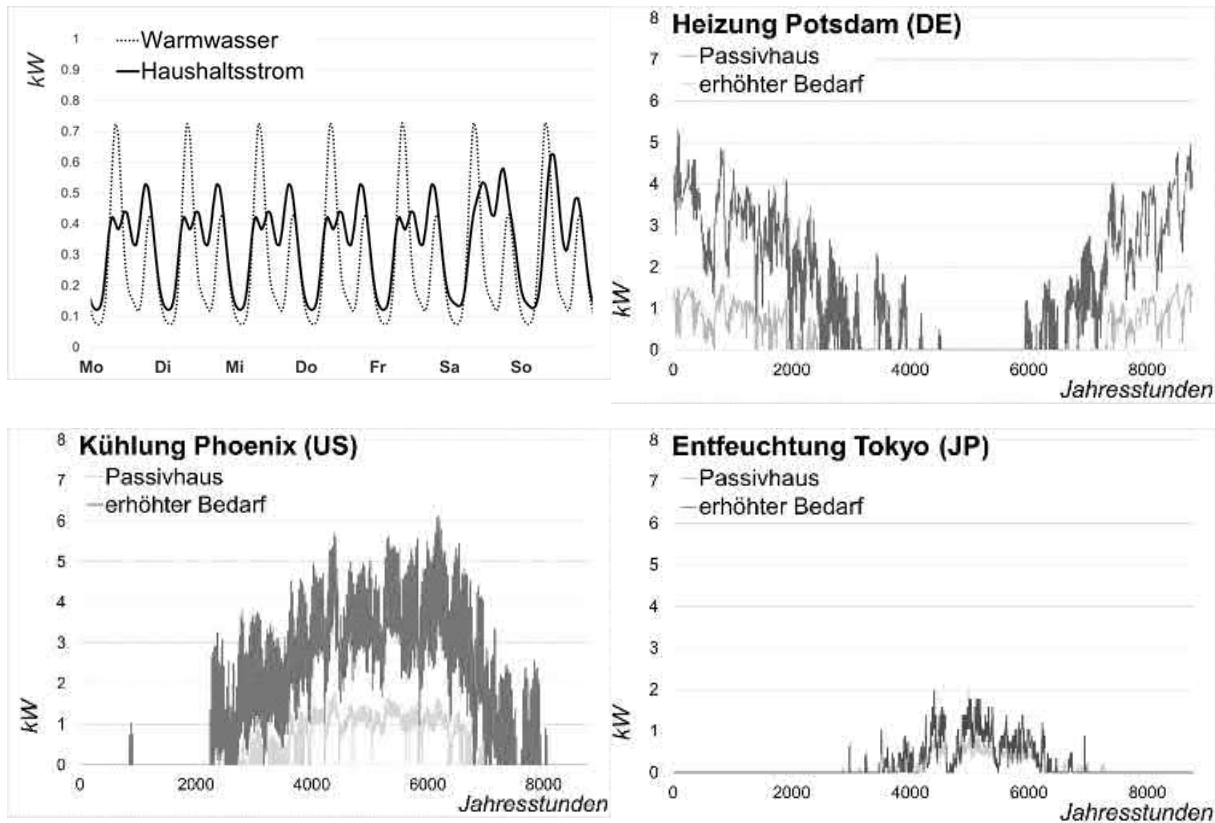 Warmwasser
Haushaltsstrom
kW
1
0.9
0.8
0.7
0.6
0.5
0.4
0.3
0.2
0.1
0
Mo Di Mi Do Fr Sa So
Heizung Potsdam (DE)
Passivhaus
erhöhter Bedarf
8
7
6
5
4
3
2
1
0
kW
0 2000 4000 6000 8000
Jahresstunden
Kühlung Phoenix (US)
Passivhaus
erhöhter Bedarf
8
7
6
5
4
3
2
1
0
kW
0 2000 4000 6000 8000
Jahresstunden
Entfeuchtung Tokyo (JP)
Passivhaus
erhöhter Bedarf
8
7
6
5
4
3
2
1
0
kW
0 2000 4000 6000 8000
Jahresstunden